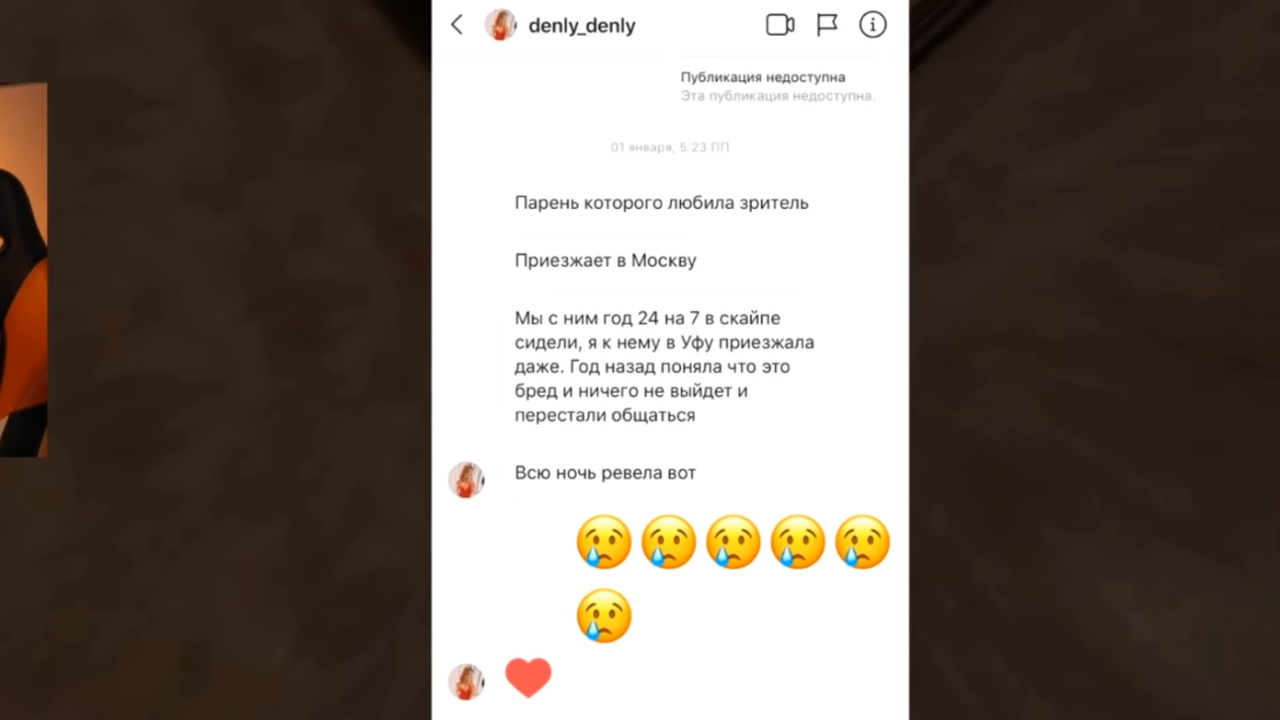 denly_denly
Публикация недоступна
Эта публикация недоступна.
01 января, 5:23 ПП
Парень которого любила зритель
Приезжает в Москву
Мы с ним год 24 на 7 в скайпе
сидели, я к нему в Уфу приезжала
даже. Год назад поняла что это
бред и ничего не выйдет и
перестали общаться
Всю ночь ревела вот